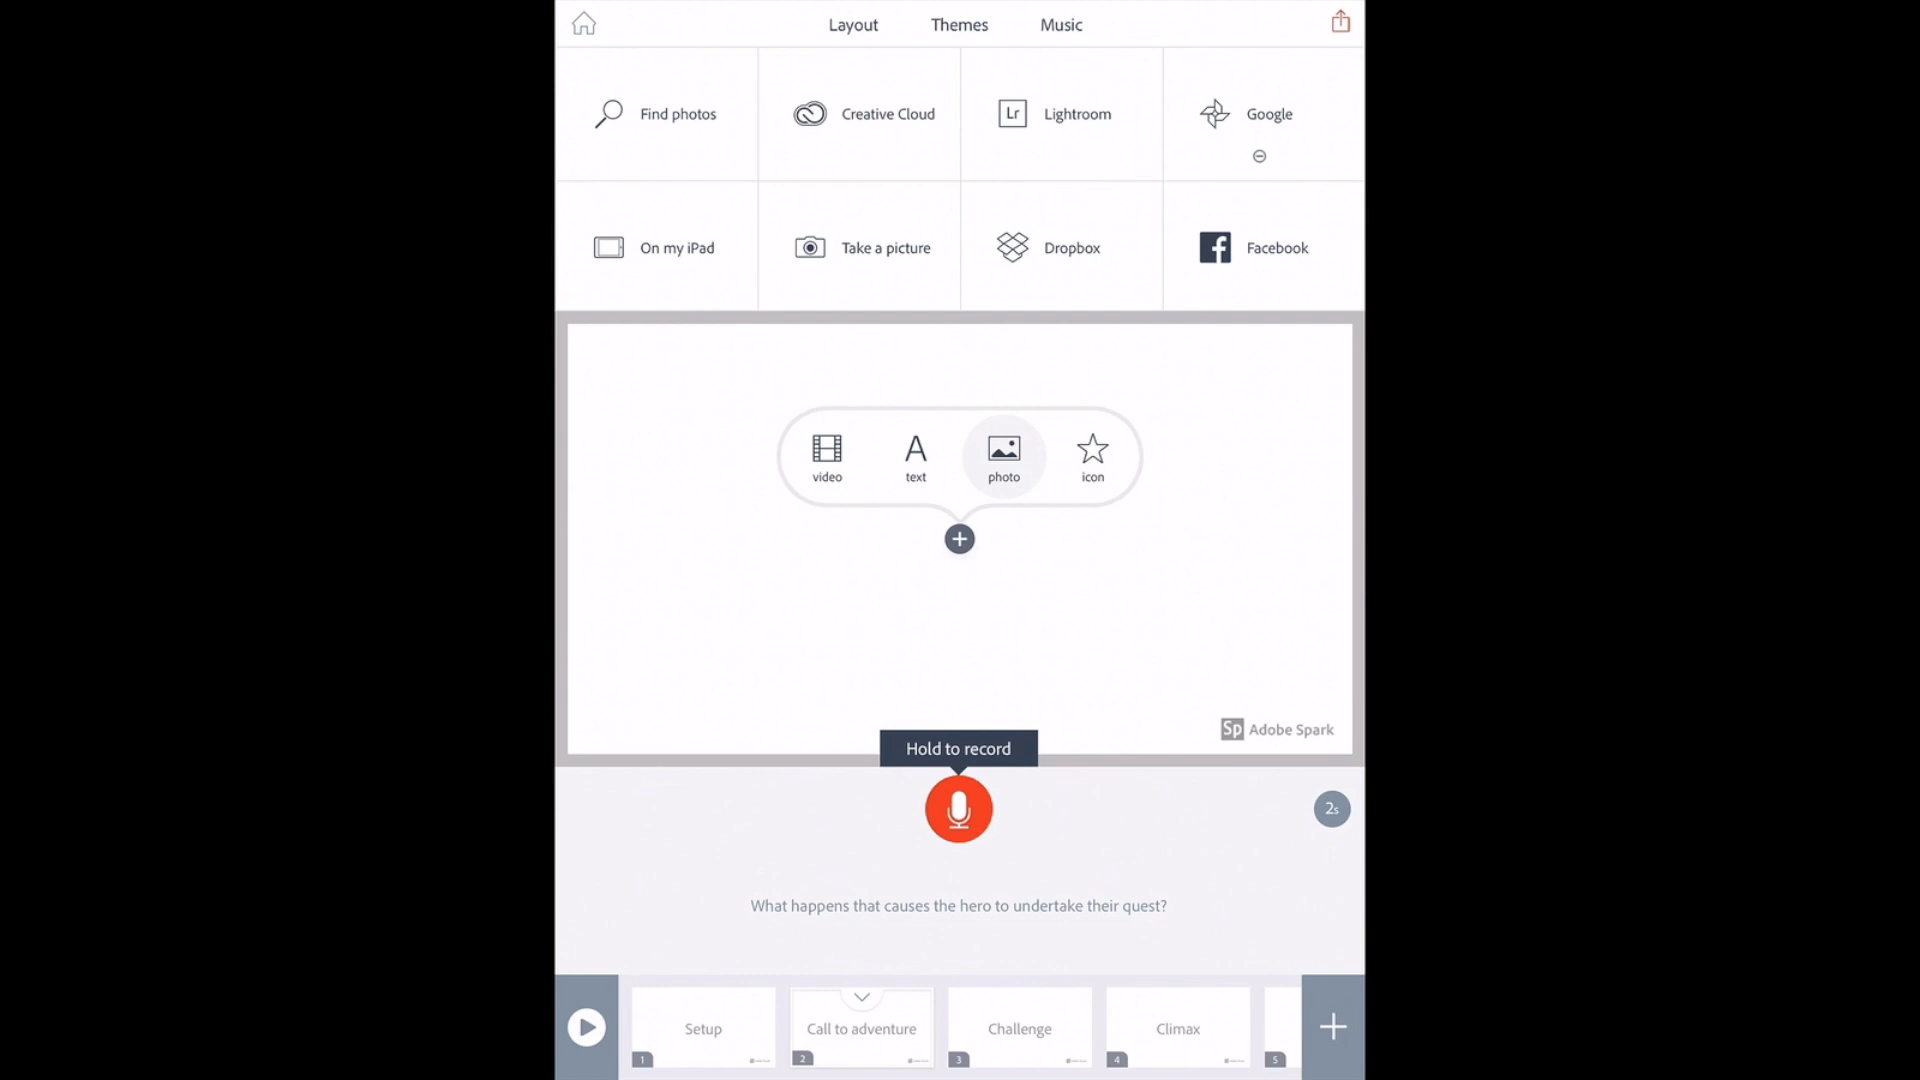 Layout Themes Music
Find photos Creative Cloud Lr Lightroom Google
On my iPad Take a picture Dropbox Facebook
video text photo icon
Sp Adobe Spark
Hold to record
2s
What happens that causes the hero to undertake their quest?
Setup Call to adventure Challenge Climax
1 2 3 4 5